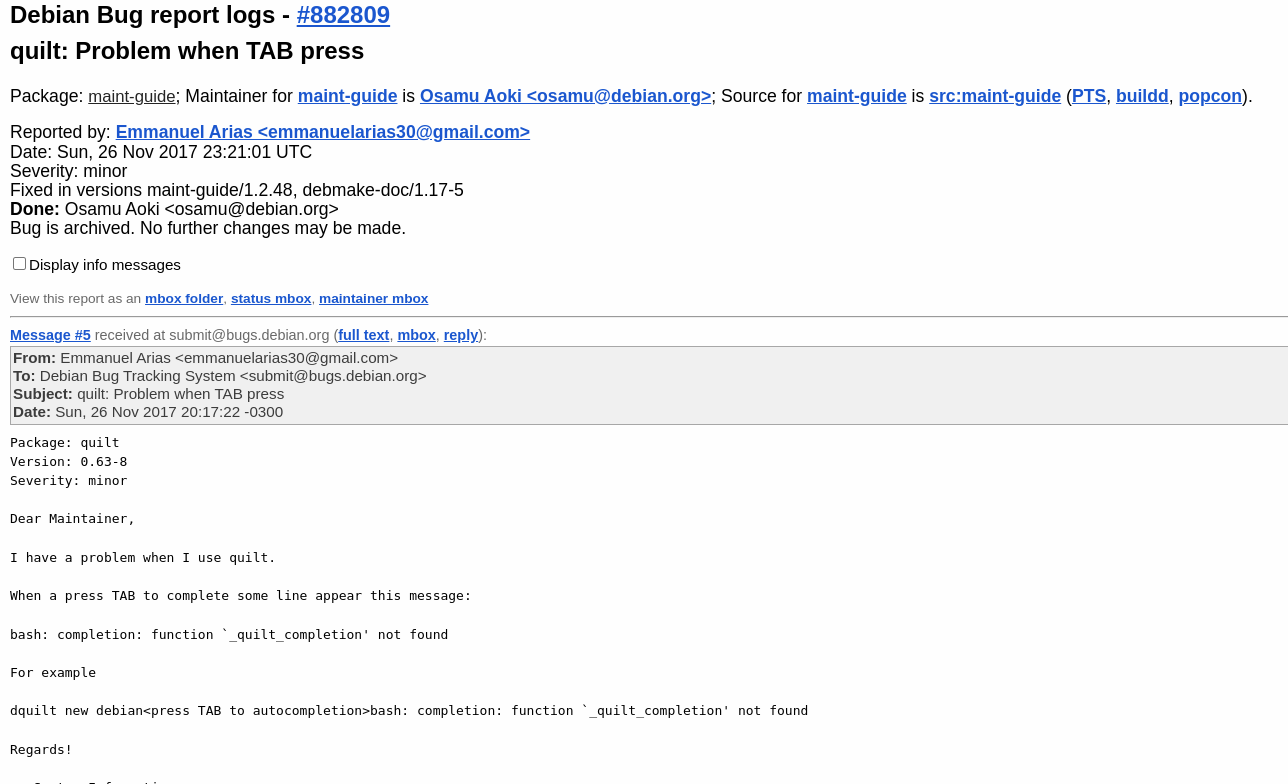 Debian Bug report logs - #882809
quilt: Problem when TAB press
Package: maint-guide; Maintainer for maint-guide is Osamu Aoki <osamu@debian.org>; Source for maint-guide is src:maint-guide (PTS, buildd, popcon).
Reported by: Emmanuel Arias <emmanuelarias30@gmail.com>
Date: Sun, 26 Nov 2017 23:21:01 UTC
Severity: minor
Fixed in versions maint-guide/1.2.48, debmake-doc/1.17-5
Done: Osamu Aoki <osamu@debian.org>
Bug is archived. No further changes may be made.
Display info messages
View this report as an mbox folder, status mbox, maintainer mbox
Message #5 received at submit@bugs.debian.org (full text, mbox, reply):
From: Emmanuel Arias <emmanuelarias30@gmail.com>
To: Debian Bug Tracking System <submit@bugs.debian.org>
Subject: quilt: Problem when TAB press
Date: Sun, 26 Nov 2017 20:17:22 -0300
Package: quilt
Version: 0.63-8
Severity: minor
Dear Maintainer,
I have a problem when I use quilt.
When a press TAB to complete some line appear this message:
bash: completion: function `_quilt_completion' not found
For example
dquilt new debian<press TAB to autocompletion>bash: completion: function `_quilt_completion' not found
Regards!